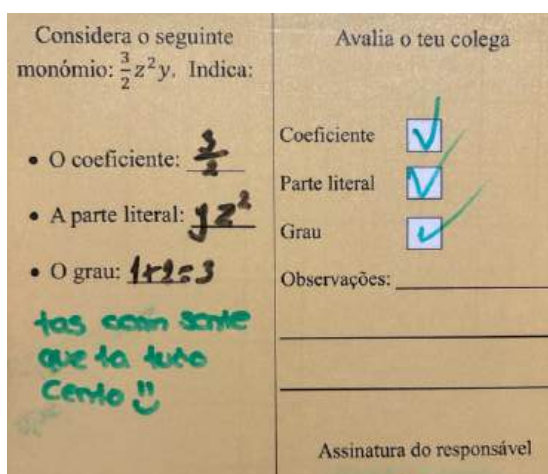 Considera o seguinte
monómio: 3/2 z²y. Indica:
• O coeficiente: 3/2
• A parte literal: yz²
• O grau: 1+2=3
tas com sorte
que ta tudo
certo !!
Avalia o teu colega
Coeficiente ✓
Parte literal ✓
Grau ✓
Observações:
Assinatura do responsável